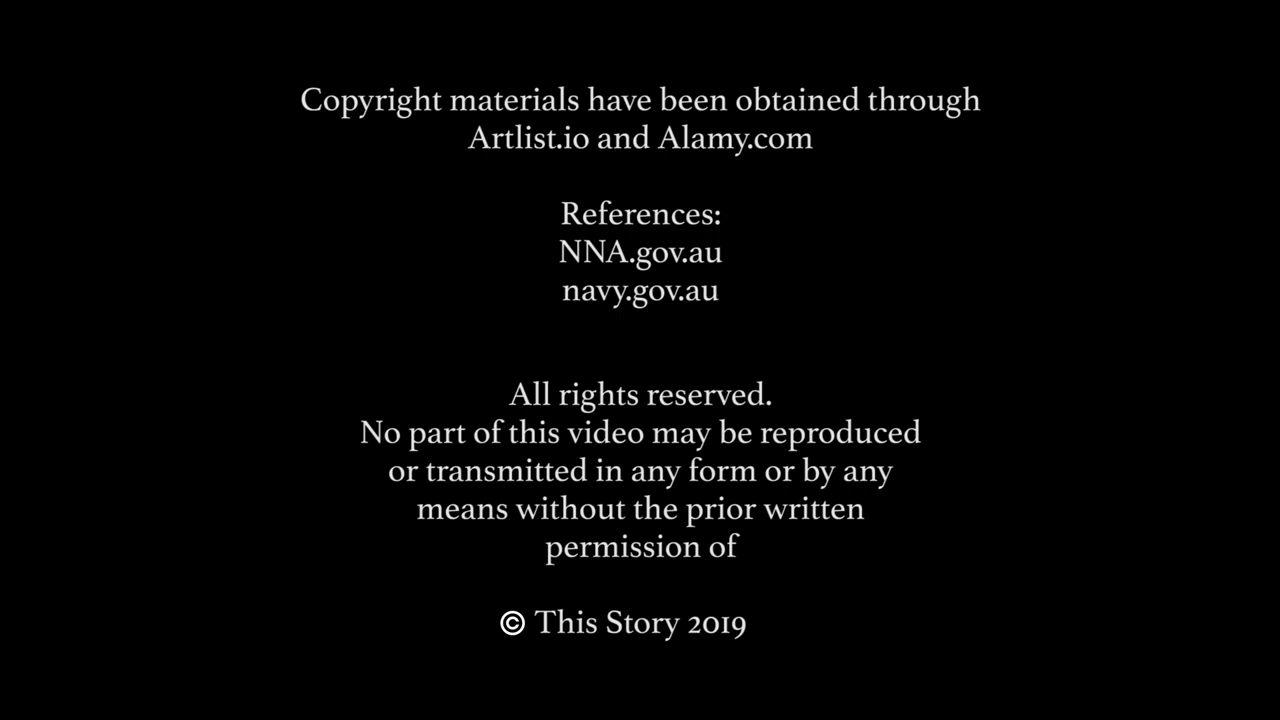 Copyright materials have been obtained through
Artlist.io and Alamy.com
References:
NNA.gov.au
navy.gov.au
All rights reserved.
No part of this video may be reproduced
or transmitted in any form or by any
means without the prior written
permission of
© This Story 2019